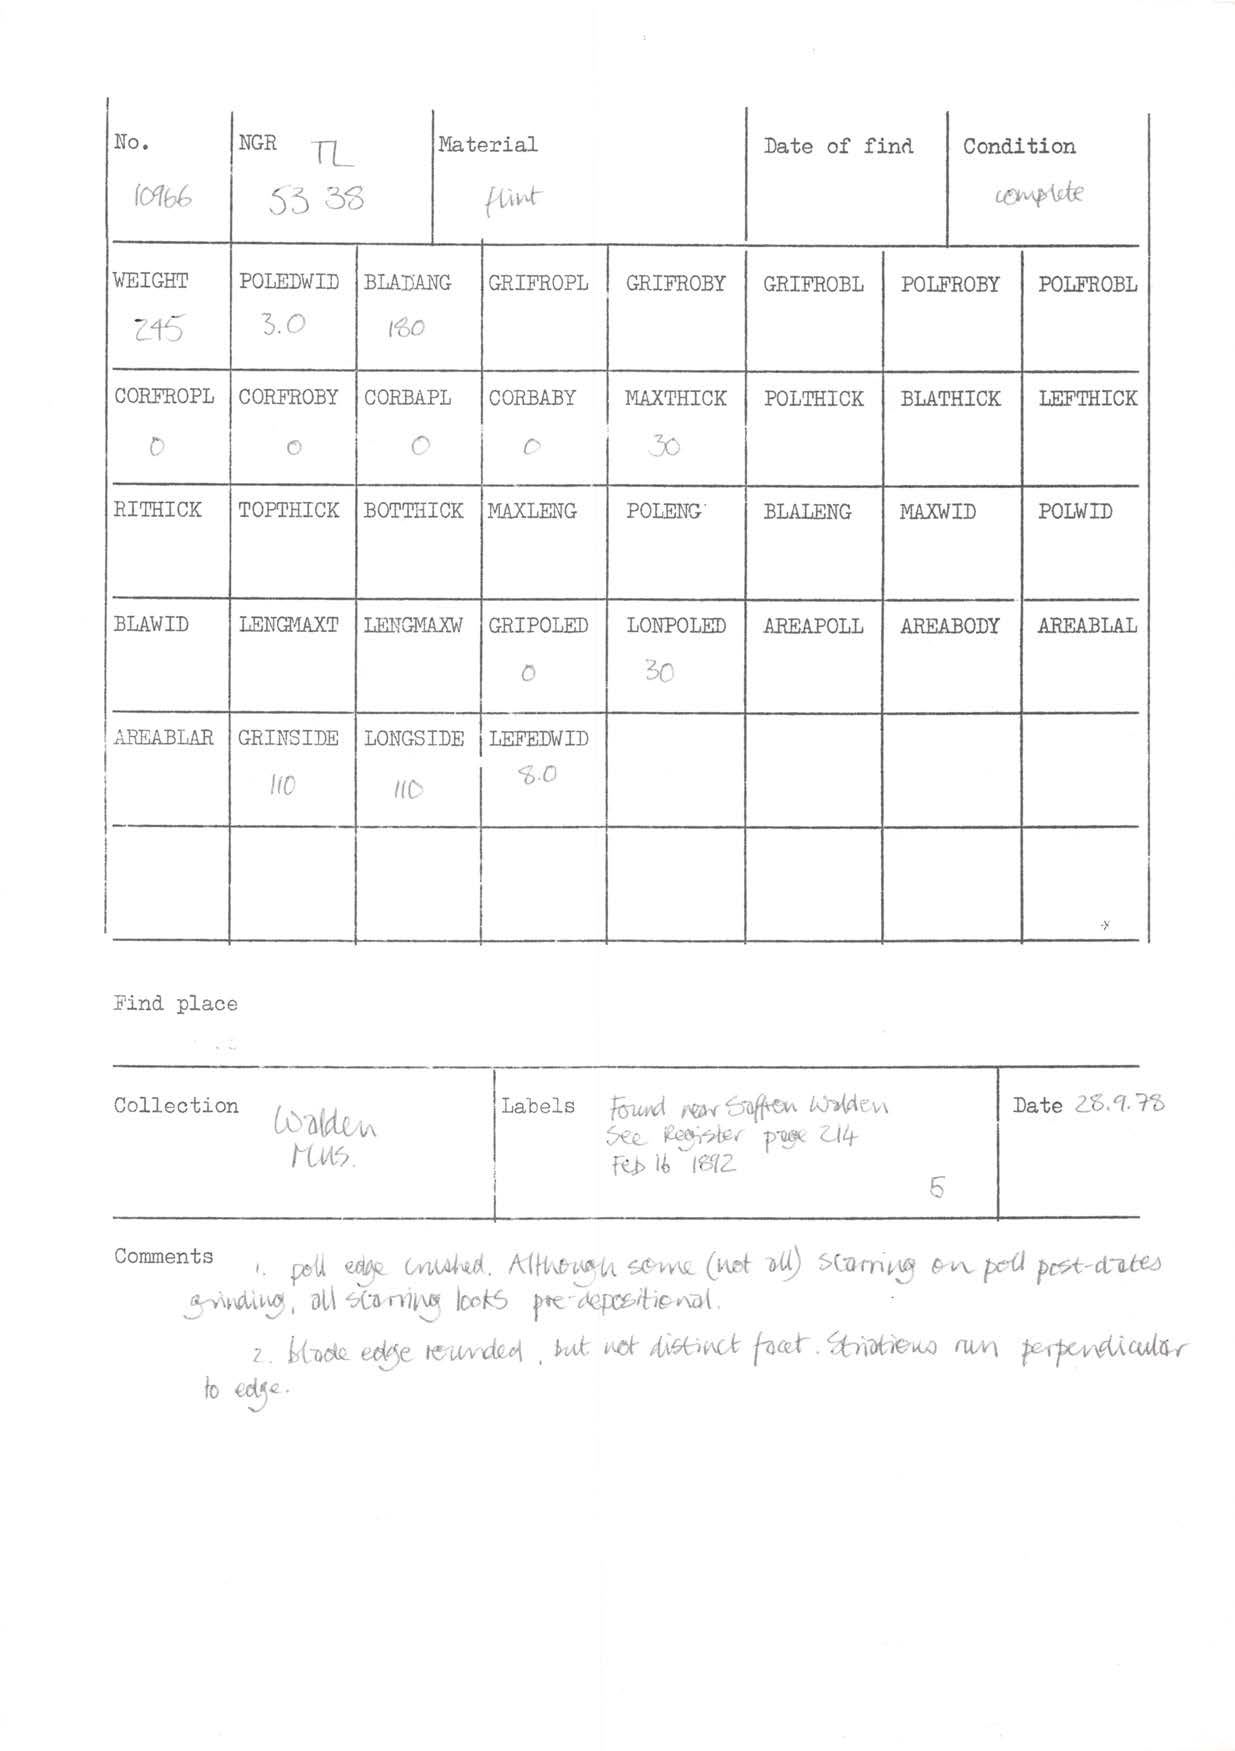 No. NGR TL Material Date of find Condition
10966 53 38 flint complete
WEIGHT POLEDWID BLADANG GRIFROPL GRIFROBY GRIFROBL POLFROBY POLFROBL
245 3.0 180
CORFROPL CORFROBY CORBAPL CORBABY MAXTHICK POLTHICK BLATHICK LEFTHICK
0 0 0 0 30
RITHICK TOPTHICK BOTTHICK MAXLENG POLENG BLALENG MAXWID POLWID
BLAWID LENGMAXT LENGMAXW GRIPOLED LONPOLED AREAPOLL AREABODY AREABLAL
0 30
AREABLAR GRINSIDE LONGSIDE LEFEDWID
110 110 8.0
Find place
Collection Walden Mus.
Labels Found near Saffron Walden
See Register page 214
Feb 16 1892
5
Date 28.9.78
Comments 1. poll edge crushed. Although some (not all) scarring on poll post-dates
grinding, all scarring looks pre-depositional.
2. blade edge rounded, but not distinct facet. Striations run perpendicular
to edge.